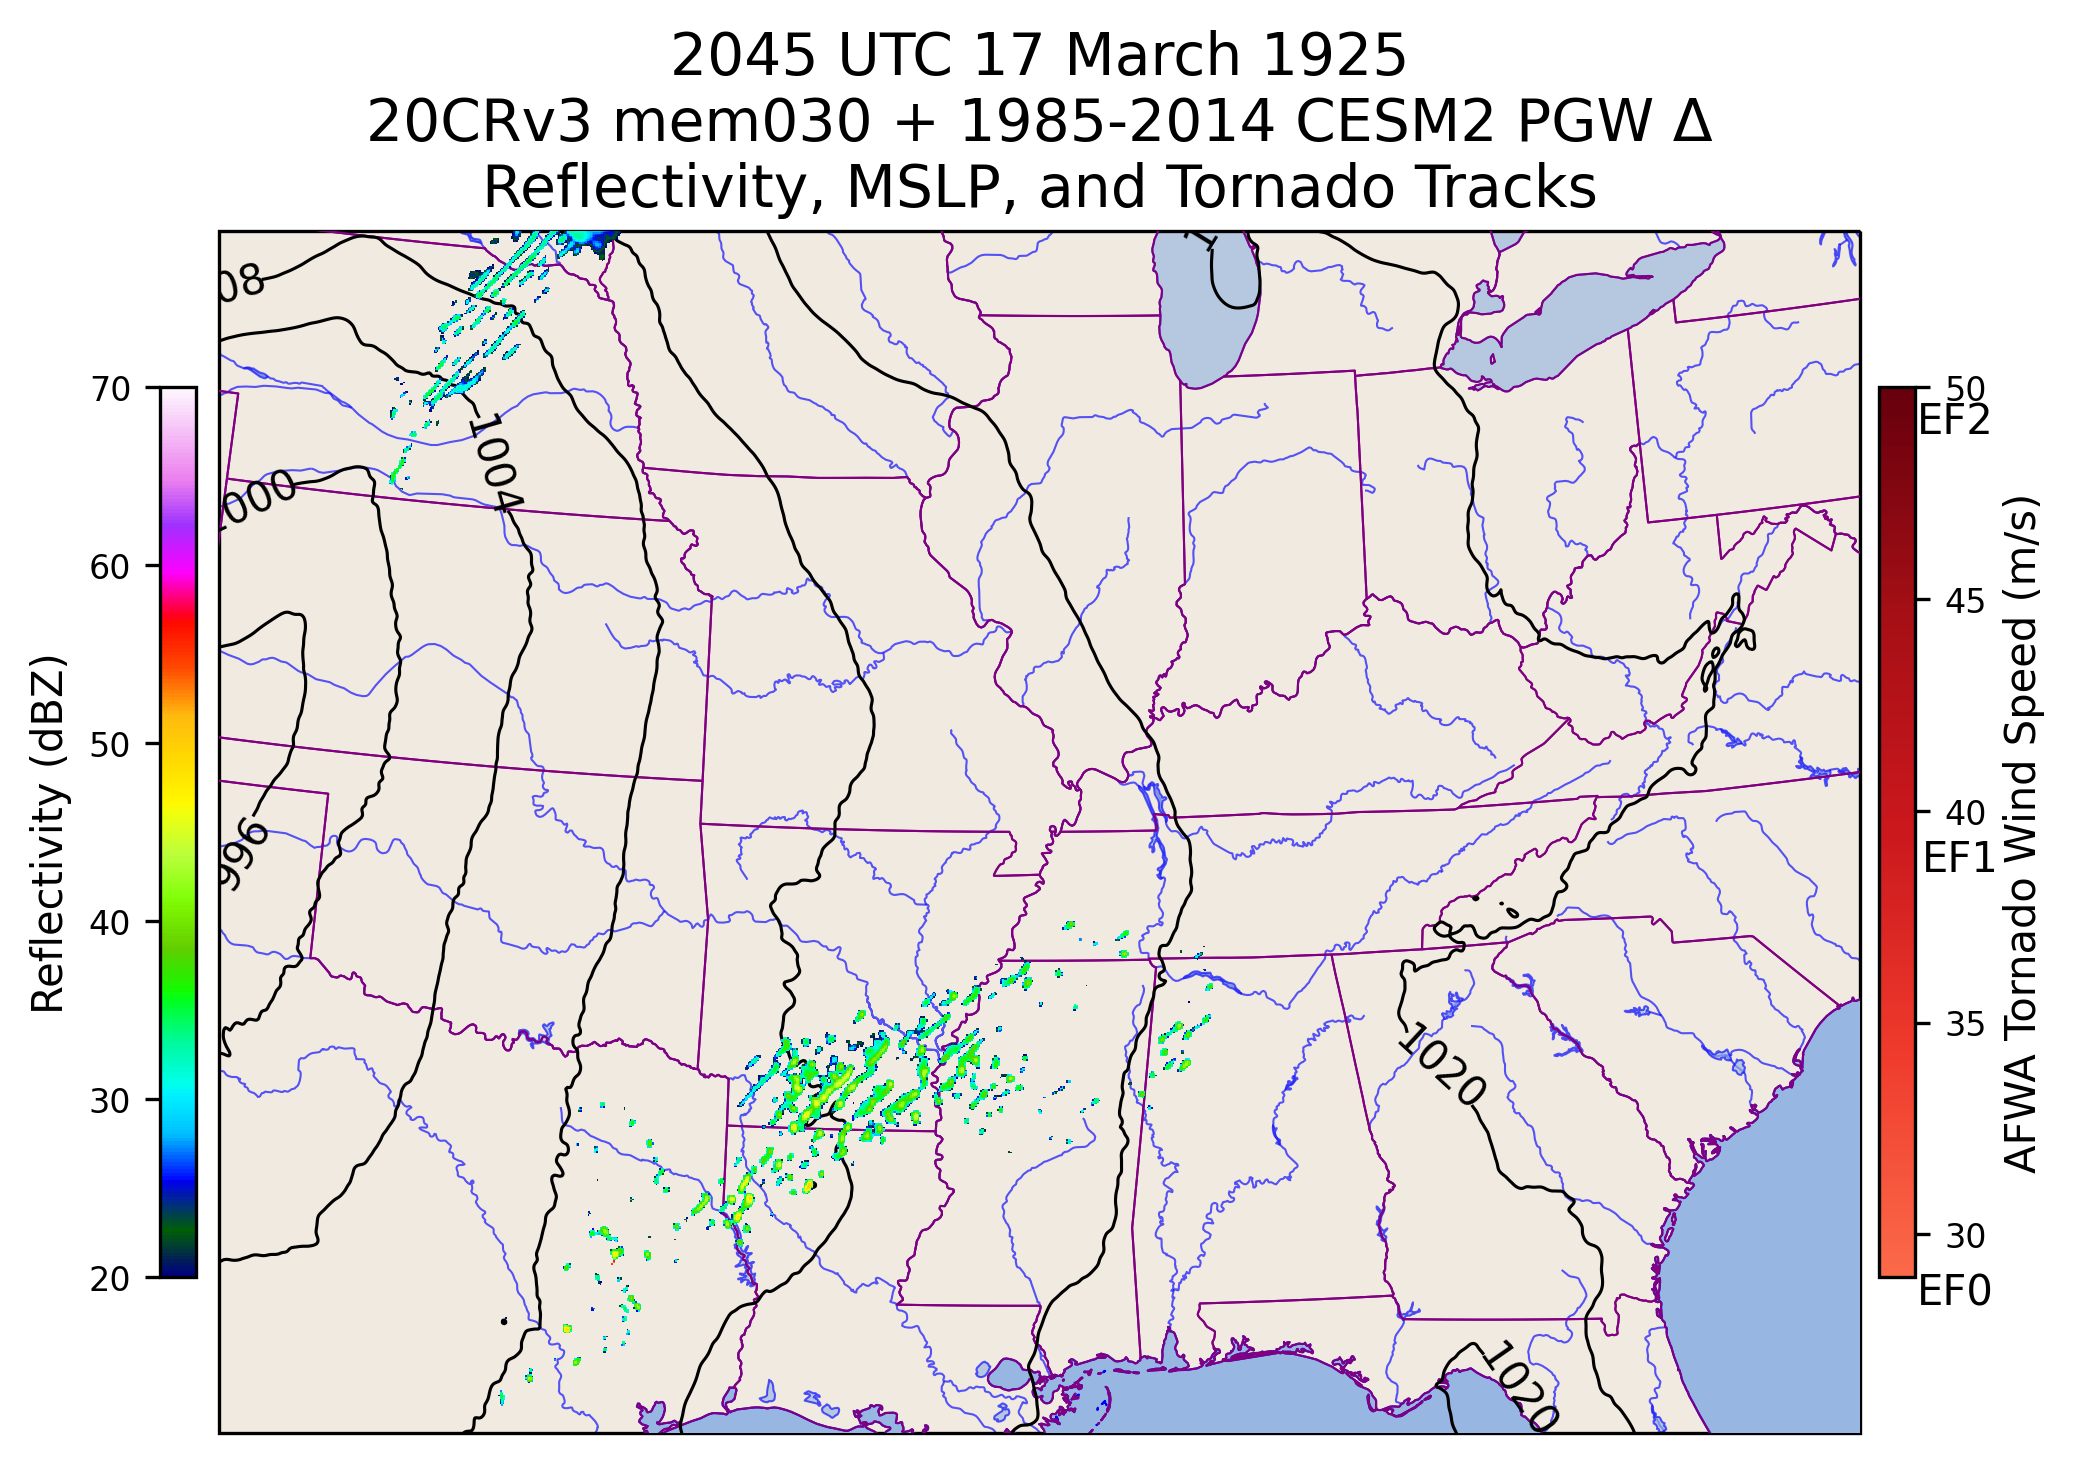 2045 UTC 17 March 1925
20CRv3 mem030 + 1985-2014 CESM2 PGW Δ
Reflectivity, MSLP, and Tornado Tracks
08
1
1004
1000
996
1020
1020
70
60
50
40
30
20
Reflectivity (dBZ)
50
EF2
45
40
EF1
35
30
EF0
AFWA Tornado Wind Speed (m/s)